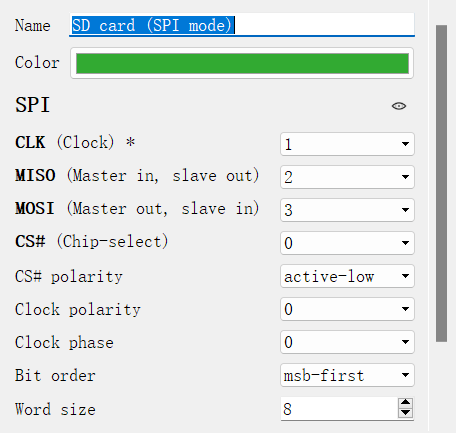 Name SD card (SPI mode)
Color
SPI
CLK (Clock) * 1
MISO (Master in, slave out) 2
MOSI (Master out, slave in) 3
CS# (Chip-select) 0
CS# polarity active-low
Clock polarity 0
Clock phase 0
Bit order msb-first
Word size 8